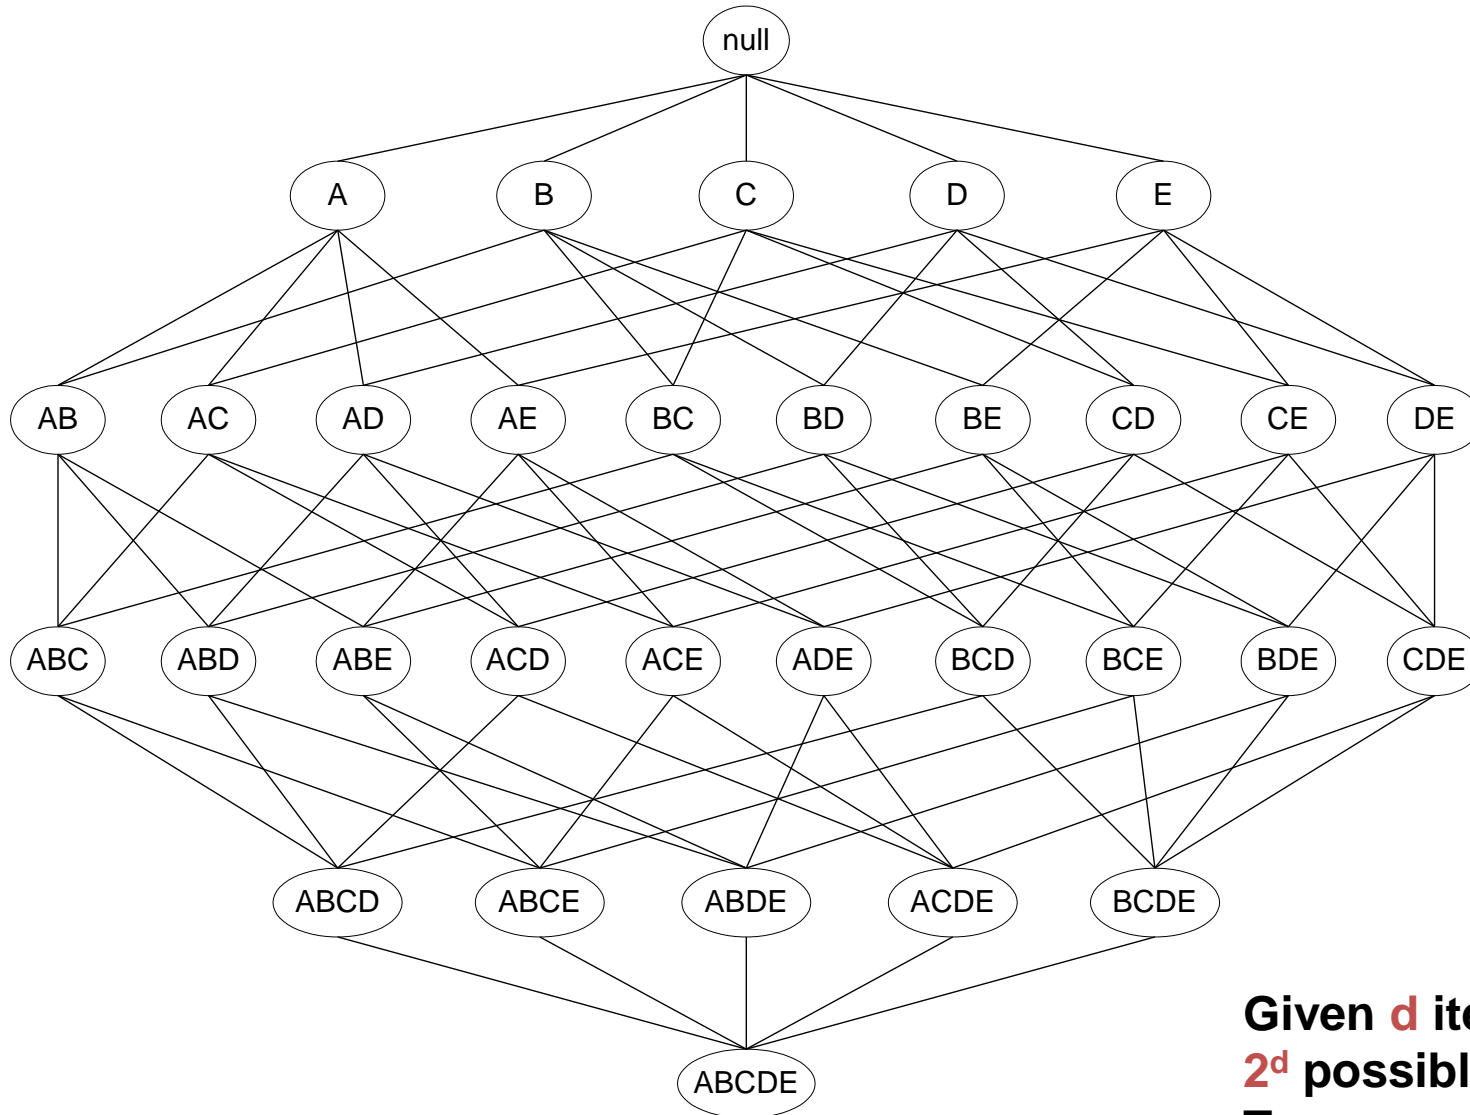 null
A B C D E
AB AC AD AE BC BD BE CD CE DE
ABC ABD ABE ACD ACE ADE BCD BCE BDE CDE
ABCD ABCE ABDE ACDE BCDE
Given d
2ᵈ
ABCDE